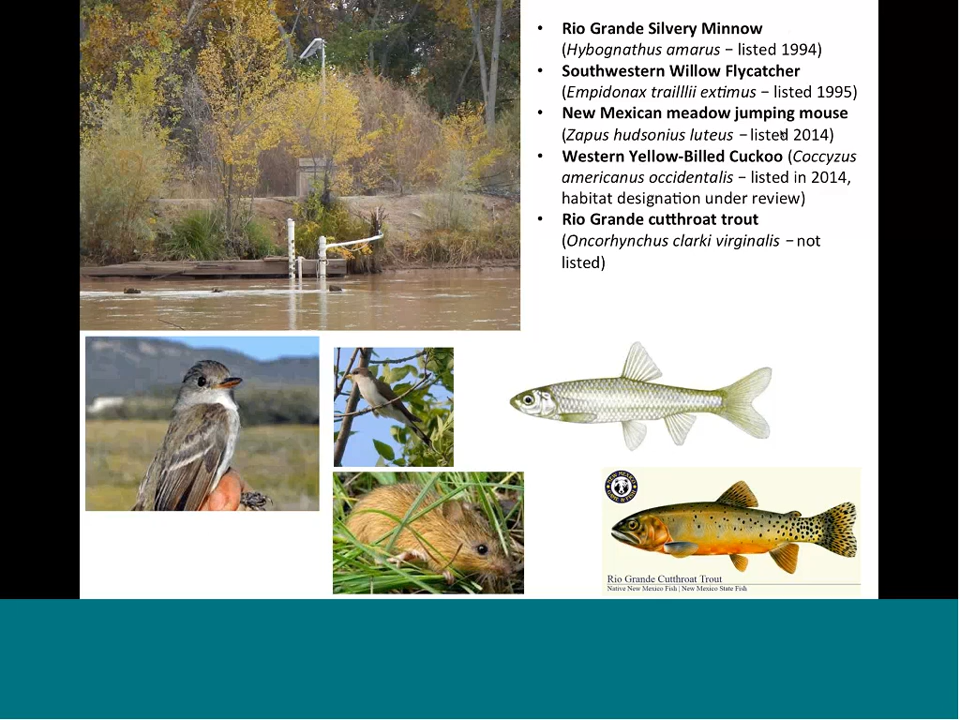 • Rio Grande Silvery Minnow
(Hybognathus amarus – listed 1994)
• Southwestern Willow Flycatcher
(Empidonax trailllii extimus – listed 1995)
• New Mexican meadow jumping mouse
(Zapus hudsonius luteus – listed 2014)
• Western Yellow-Billed Cuckoo (Coccyzus
americanus occidentalis – listed in 2014,
habitat designation under review)
• Rio Grande cutthroat trout
(Oncorhynchus clarki virginalis – not
listed)
NEW MEXICO
Rio Grande Cutthroat Trout
Native New Mexico Fish | New Mexico State Fish